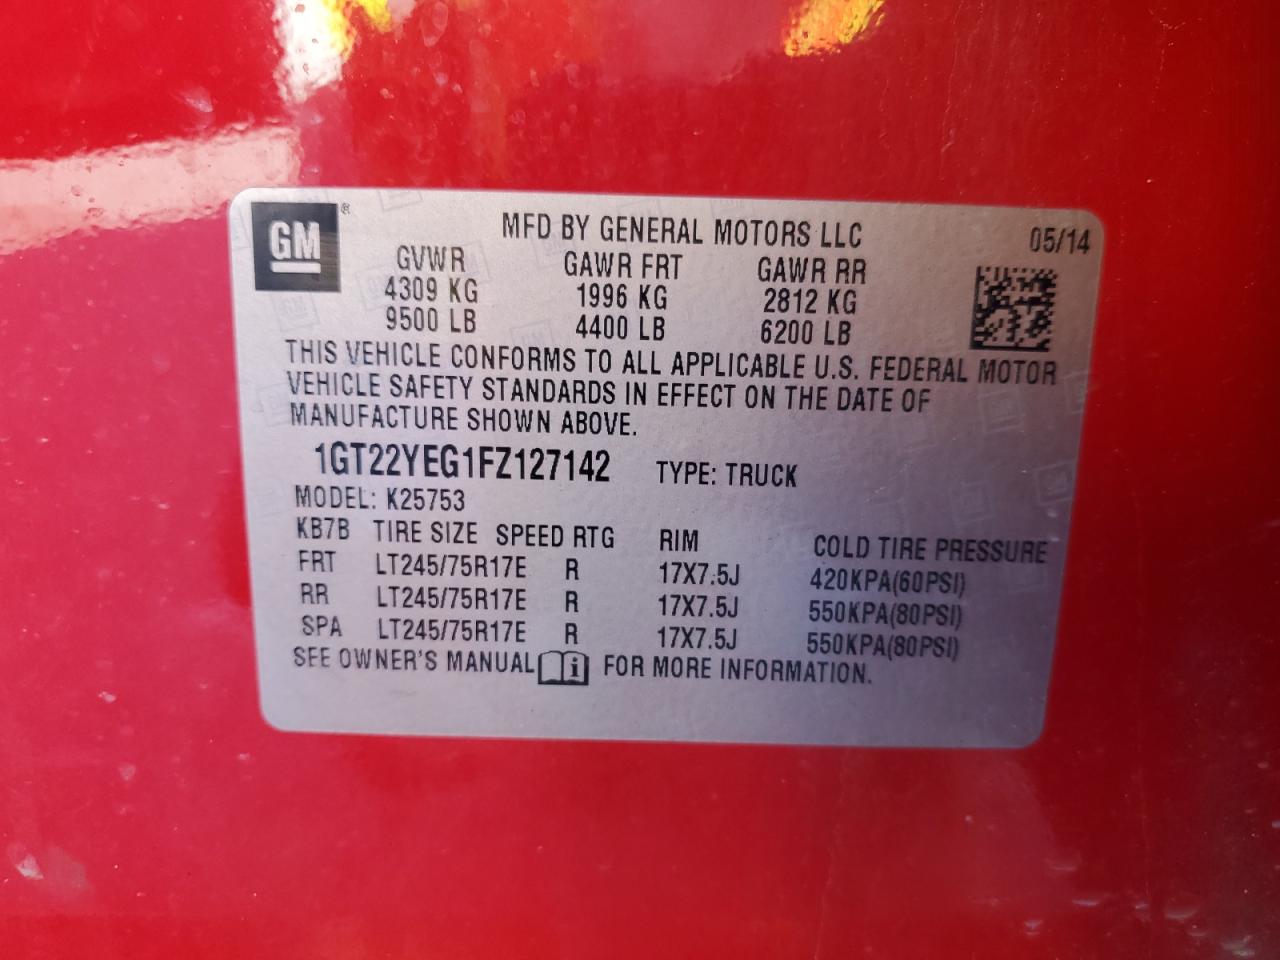 GM®
MFD BY GENERAL MOTORS LLC 05/14
GVWR GAWR FRT GAWR RR
4309 KG 1996 KG 2812 KG
9500 LB 4400 LB 6200 LB
THIS VEHICLE CONFORMS TO ALL APPLICABLE U.S. FEDERAL MOTOR
VEHICLE SAFETY STANDARDS IN EFFECT ON THE DATE OF
MANUFACTURE SHOWN ABOVE.
1GT22YEG1FZ127142 TYPE: TRUCK
MODEL: K25753
KB7B TIRE SIZE SPEED RTG RIM COLD TIRE PRESSURE
FRT LT245/75R17E R 17X7.5J 420KPA(60PSI)
RR LT245/75R17E R 17X7.5J 550KPA(80PSI)
SPA LT245/75R17E R 17X7.5J 550KPA(80PSI)
SEE OWNER'S MANUAL i FOR MORE INFORMATION.